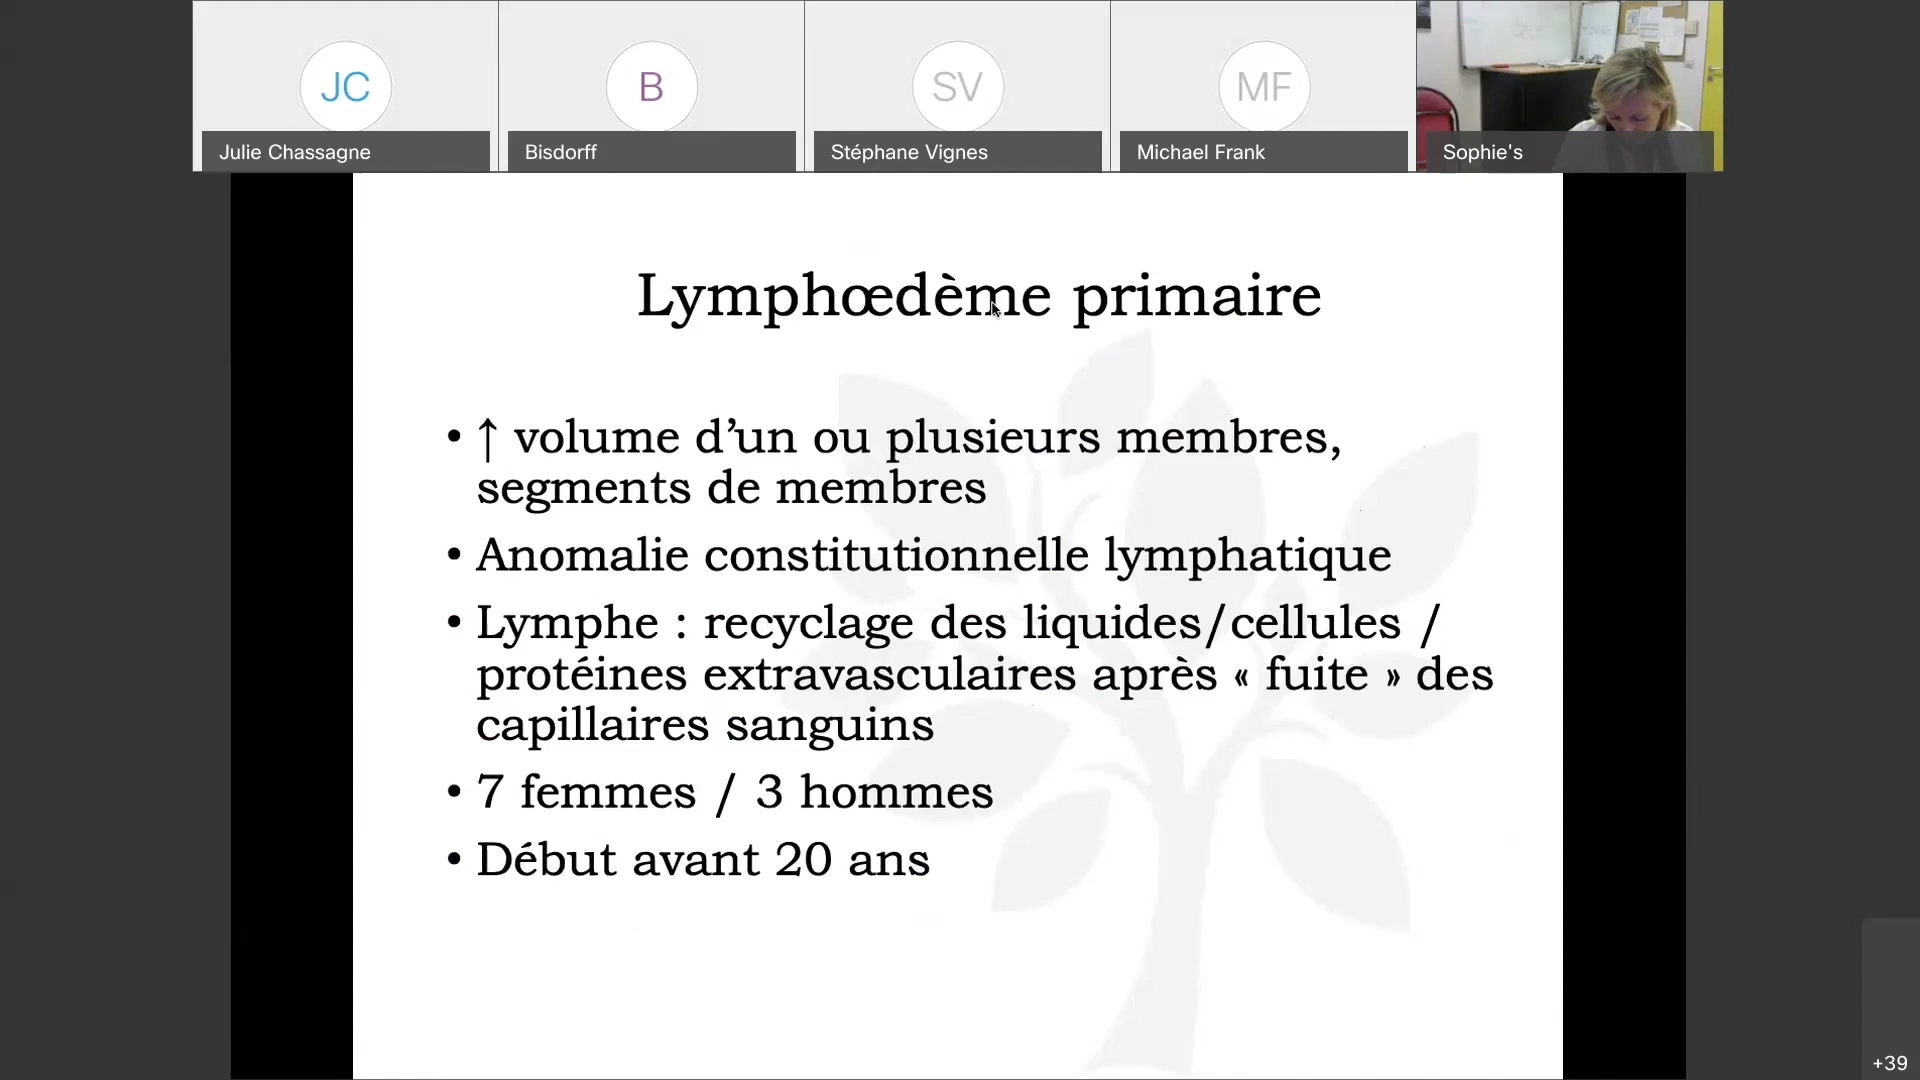 JC
B
SV
MF
Julie Chassagne
Bisdorff
Stéphane Vignes
Michael Frank
Sophie's
Lymphœdème primaire
• ↑ volume d’un ou plusieurs membres,
segments de membres
• Anomalie constitutionnelle lymphatique
• Lymphe : recyclage des liquides/cellules /
protéines extravasculaires après « fuite » des
capillaires sanguins
• 7 femmes / 3 hommes
• Début avant 20 ans
+39